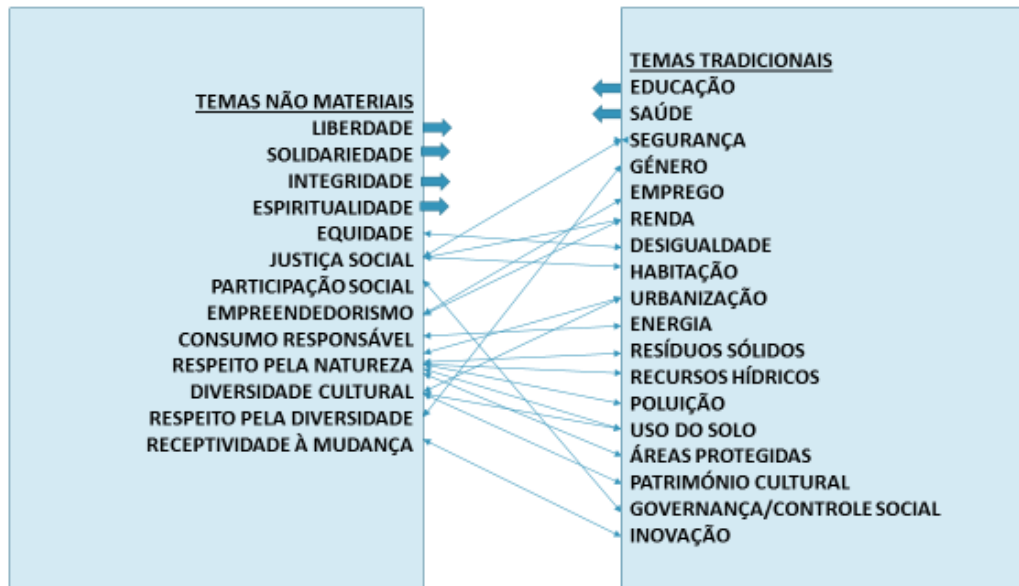 TEMAS NÃO MATERIAIS
LIBERDADE
SOLIDARIEDADE
INTEGRIDADE
ESPIRITUALIDADE
EQUIDADE
JUSTIÇA SOCIAL
PARTICIPAÇÃO SOCIAL
EMPREENDEDORISMO
CONSUMO RESPONSÁVEL
RESPEITO PELA NATUREZA
DIVERSIDADE CULTURAL
RESPEITO PELA DIVERSIDADE
RECEPTIVIDADE À MUDANÇA
TEMAS TRADICIONAIS
EDUCAÇÃO
SAÚDE
SEGURANÇA
GÉNERO
EMPREGO
RENDA
DESIGUALDADE
HABITAÇÃO
URBANIZAÇÃO
ENERGIA
RESÍDUOS SÓLIDOS
RECURSOS HÍDRICOS
POLUIÇÃO
USO DO SOLO
ÁREAS PROTEGIDAS
PATRIMÓNIO CULTURAL
GOVERNANÇA/CONTROLE SOCIAL
INOVAÇÃO